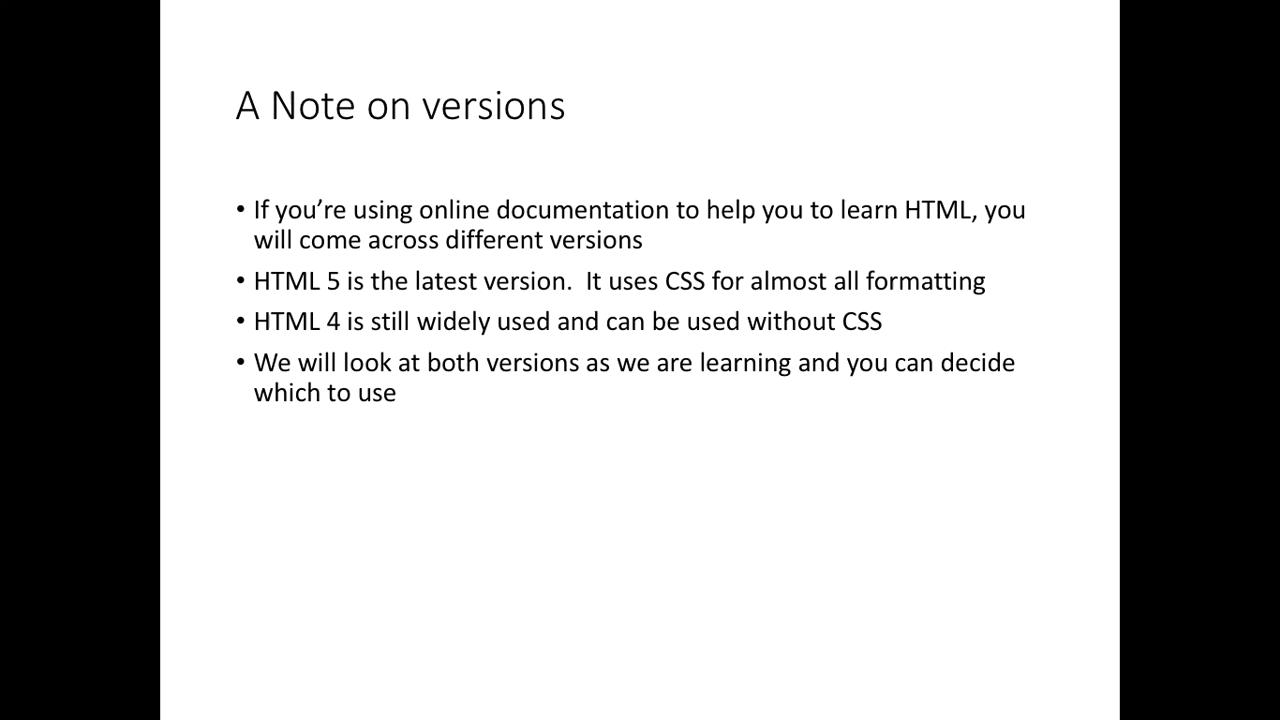 A Note on versions
• If you’re using online documentation to help you to learn HTML, you
will come across different versions
• HTML 5 is the latest version.  It uses CSS for almost all formatting
• HTML 4 is still widely used and can be used without CSS
• We will look at both versions as we are learning and you can decide
which to use